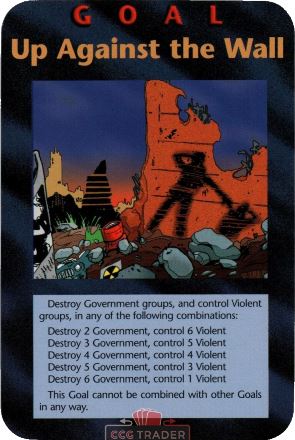 GOAL
Up Against the Wall
Destroy Government groups, and control Violent
groups, in any of the following combinations:
Destroy 2 Government, control 6 Violent
Destroy 3 Government, control 5 Violent
Destroy 4 Government, control 4 Violent
Destroy 5 Government, control 3 Violent
Destroy 6 Government, control 1 Violent
This Goal cannot be combined with other Goals
in any way.
CCG TRADER